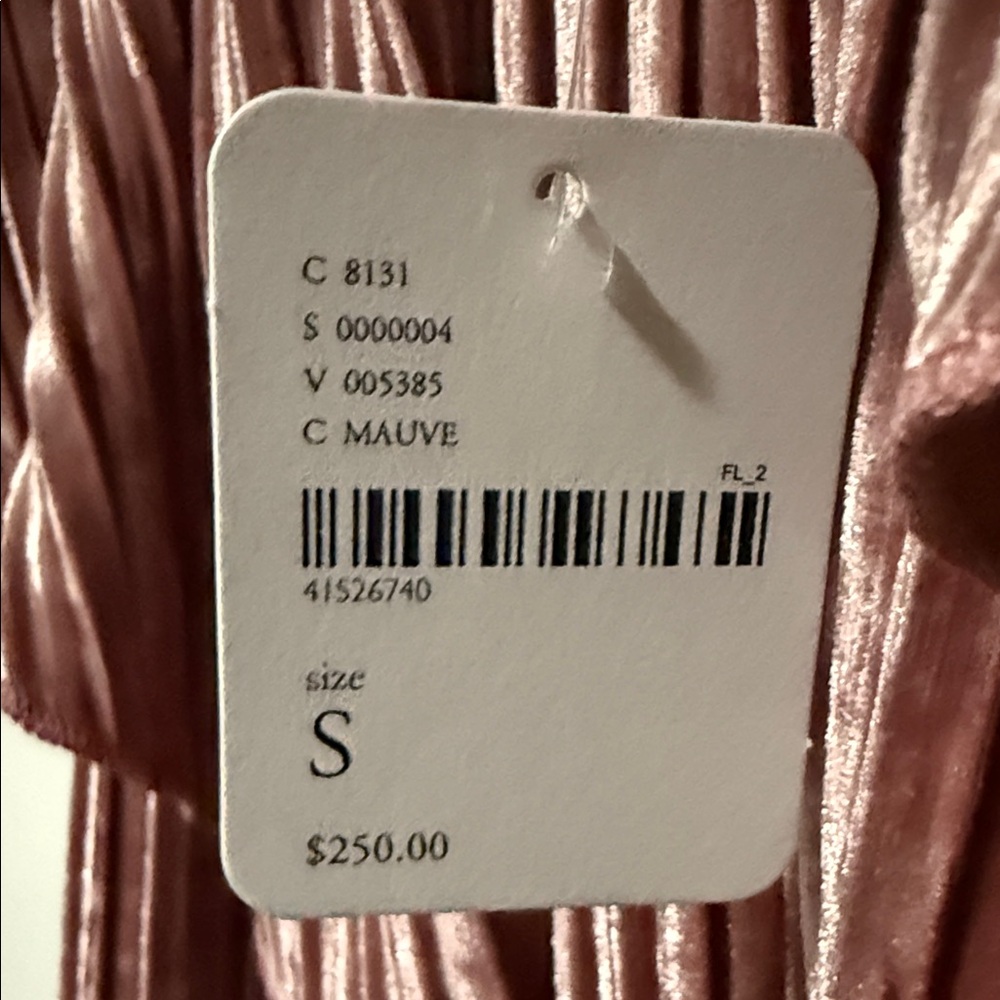 C 8131
S 0000004
V 005385
C MAUVE
FL_2
41526740
size
S
$250.00